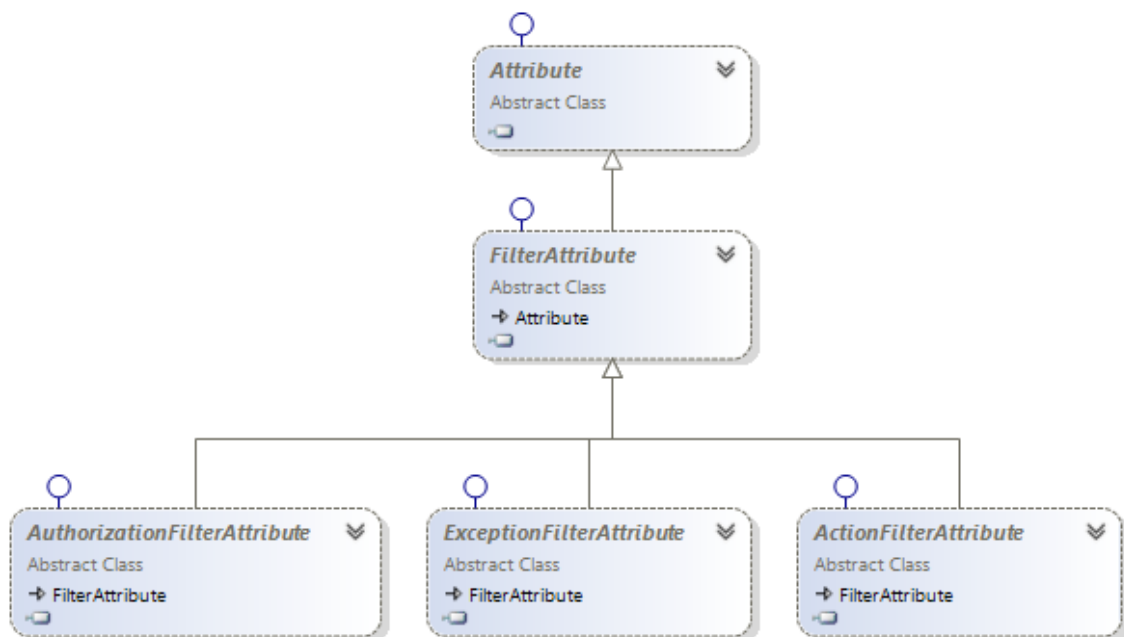 Attribute
Abstract Class
FilterAttribute
Abstract Class
Attribute
AuthorizationFilterAttribute
Abstract Class
FilterAttribute
ExceptionFilterAttribute
Abstract Class
FilterAttribute
ActionFilterAttribute
Abstract Class
FilterAttribute